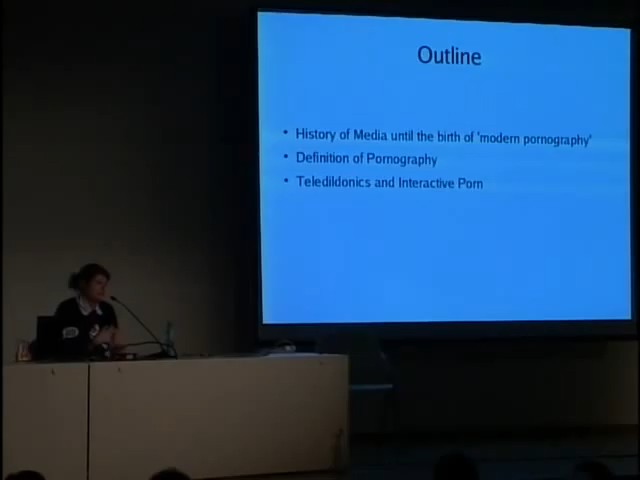 Outline
• History of Media until the birth of 'modern pornography'
• Definition of Pornography
• Teledildonics and Interactive Porn